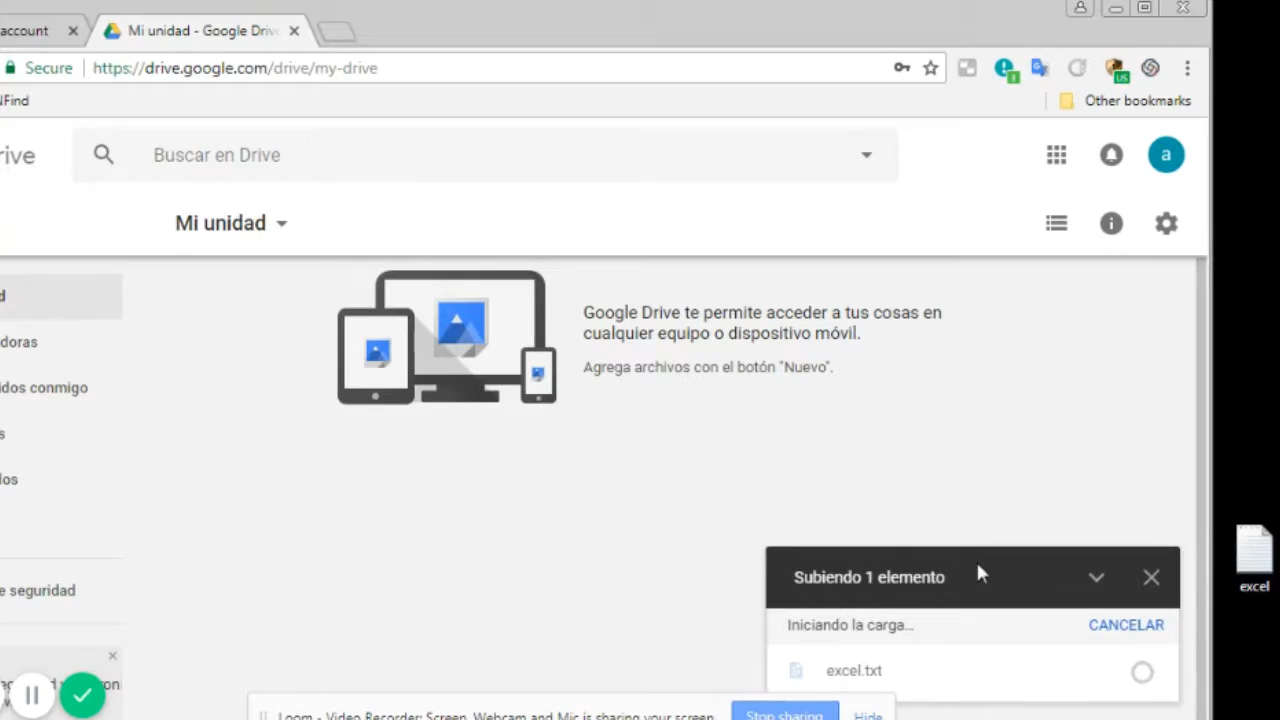 account
Mi unidad - Google Driv
Secure
https://drive.google.com/drive/my-drive
Find
Other bookmarks
rive
Buscar en Drive
a
Mi unidad
d
doras
idos conmigo
s
los
e seguridad
Google Drive te permite acceder a tus cosas en
cualquier equipo o dispositivo móvil.
Agrega archivos con el botón "Nuevo".
excel
Subiendo 1 elemento
Iniciando la carga...
CANCELAR
excel.txt
Loom - Video Recorder: Screen, Webcam and Mic is sharing your screen.
Stop sharing
Hide